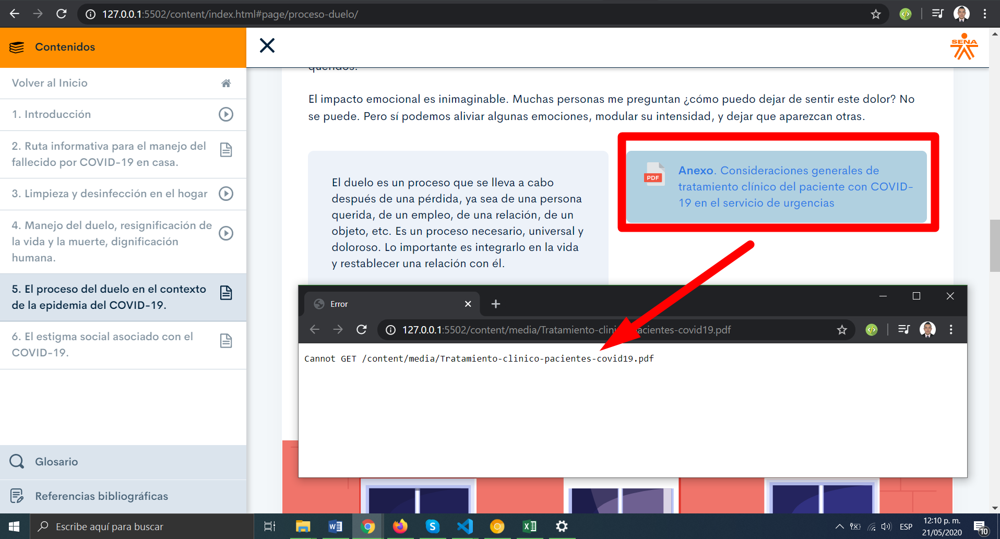 127.0.0.1:5502/content/index.html#page/proceso-duelo/
Contenidos
SENA
Volver al Inicio
1. Introducción
2. Ruta informativa para el manejo del
fallecido por COVID-19 en casa.
3. Limpieza y desinfección en el hogar
4. Manejo del duelo, resignificación de
la vida y la muerte, dignificación
humana.
5. El proceso del duelo en el contexto
de la epidemia del COVID-19.
6. El estigma social asociado con el
COVID-19.
Glosario
Referencias bibliográficas
queridos.
El impacto emocional es inimaginable. Muchas personas me preguntan ¿cómo puedo dejar de sentir este dolor? No
se puede. Pero sí podemos aliviar algunas emociones, modular su intensidad, y dejar que aparezcan otras.
El duelo es un proceso que se lleva a cabo
después de una pérdida, ya sea de una persona
querida, de un empleo, de una relación, de un
objeto, etc. Es un proceso necesario, universal y
doloroso. Lo importante es integrarlo en la vida
y restablecer una relación con él.
PDF
Anexo. Consideraciones generales de
tratamiento clínico del paciente con COVID-
19 en el servicio de urgencias
Error
127.0.0.1:5502/content/media/Tratamiento-clini pacientes-covid19.pdf
Cannot GET /content/media/Tratamiento-clinico-pacientes-covid19.pdf
Escribe aquí para buscar
ESP
12:10 p. m.
21/05/2020
10